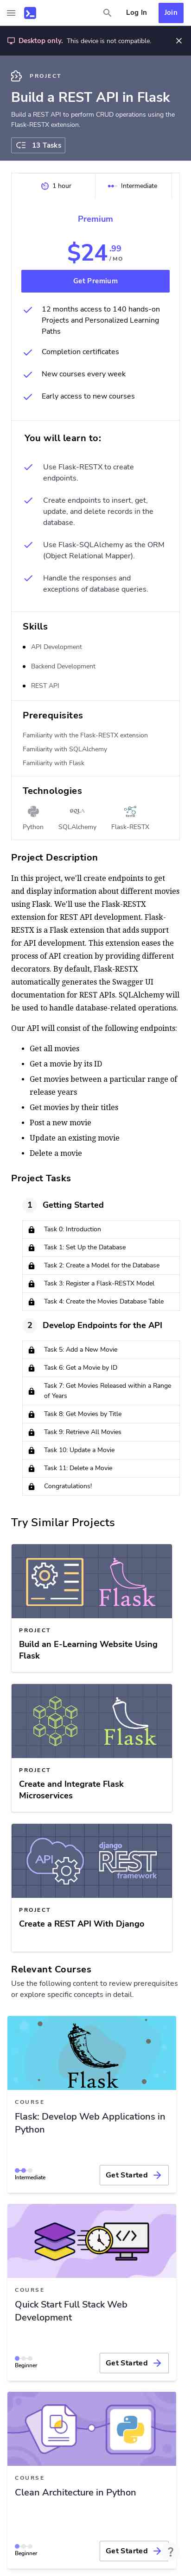 Log In
Join
Desktop only. This device is not compatible.
PROJECT
Build a REST API in Flask
Build a REST API to perform CRUD operations using the
Flask-RESTX extension.
13 Tasks
1 hour
Intermediate
Premium
$24.99
/ MO
Get Premium
12 months access to 140 hands-on
Projects and Personalized Learning
Paths
Completion certificates
New courses every week
Early access to new courses
You will learn to:
Use Flask-RESTX to create
endpoints.
Create endpoints to insert, get,
update, and delete records in the
database.
Use Flask-SQLAlchemy as the ORM
(Object Relational Mapper).
Handle the responses and
exceptions of database queries.
Skills
API Development
Backend Development
REST API
Prerequisites
Familiarity with the Flask-RESTX extension
Familiarity with SQLAlchemy
Familiarity with Flask
Technologies
Python
SQLAlchemy
Flask-RESTX
Project Description
In this project, we'll create endpoints to get
and display information about different movies
using Flask. We'll use the Flask-RESTX
extension for REST API development. Flask-
RESTX is a Flask extension that adds support
for API development. This extension eases the
process of API creation by providing different
decorators. By default, Flask-RESTX
automatically generates the Swagger UI
documentation for REST APIs. SQLAlchemy will
be used to handle database-related operations.
Our API will consist of the following endpoints:
Get all movies
Get a movie by its ID
Get movies between a particular range of
release years
Get movies by their titles
Post a new movie
Update an existing movie
Delete a movie
Project Tasks
1 Getting Started
Task 0: Introduction
Task 1: Set Up the Database
Task 2: Create a Model for the Database
Task 3: Register a Flask-RESTX Model
Task 4: Create the Movies Database Table
2 Develop Endpoints for the API
Task 5: Add a New Movie
Task 6: Get a Movie by ID
Task 7: Get Movies Released within a Range
of Years
Task 8: Get Movies by Title
Task 9: Retrieve All Movies
Task 10: Update a Movie
Task 11: Delete a Movie
Congratulations!
Try Similar Projects
Flask
PROJECT
Build an E-Learning Website Using
Flask
Flask
PROJECT
Create and Integrate Flask
Microservices
API
django
REST
framework
PROJECT
Create a REST API With Django
Relevant Courses
Use the following content to review prerequisites
or explore specific concepts in detail.
Flask
COURSE
Flask: Develop Web Applications in
Python
Intermediate
Get Started
COURSE
Quick Start Full Stack Web
Development
Beginner
Get Started
COURSE
Clean Architecture in Python
Beginner
Get Started
?